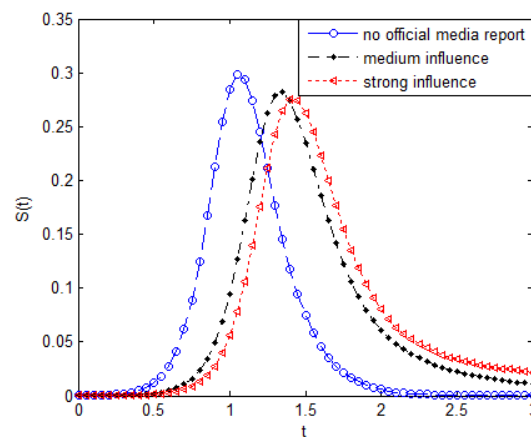 no official media report
medium influence
strong influence
0.35
0.3
0.25
0.2
0.15
0.1
0.05
0
S(t)
0 0.5 1 1.5 2 2.5 3
t